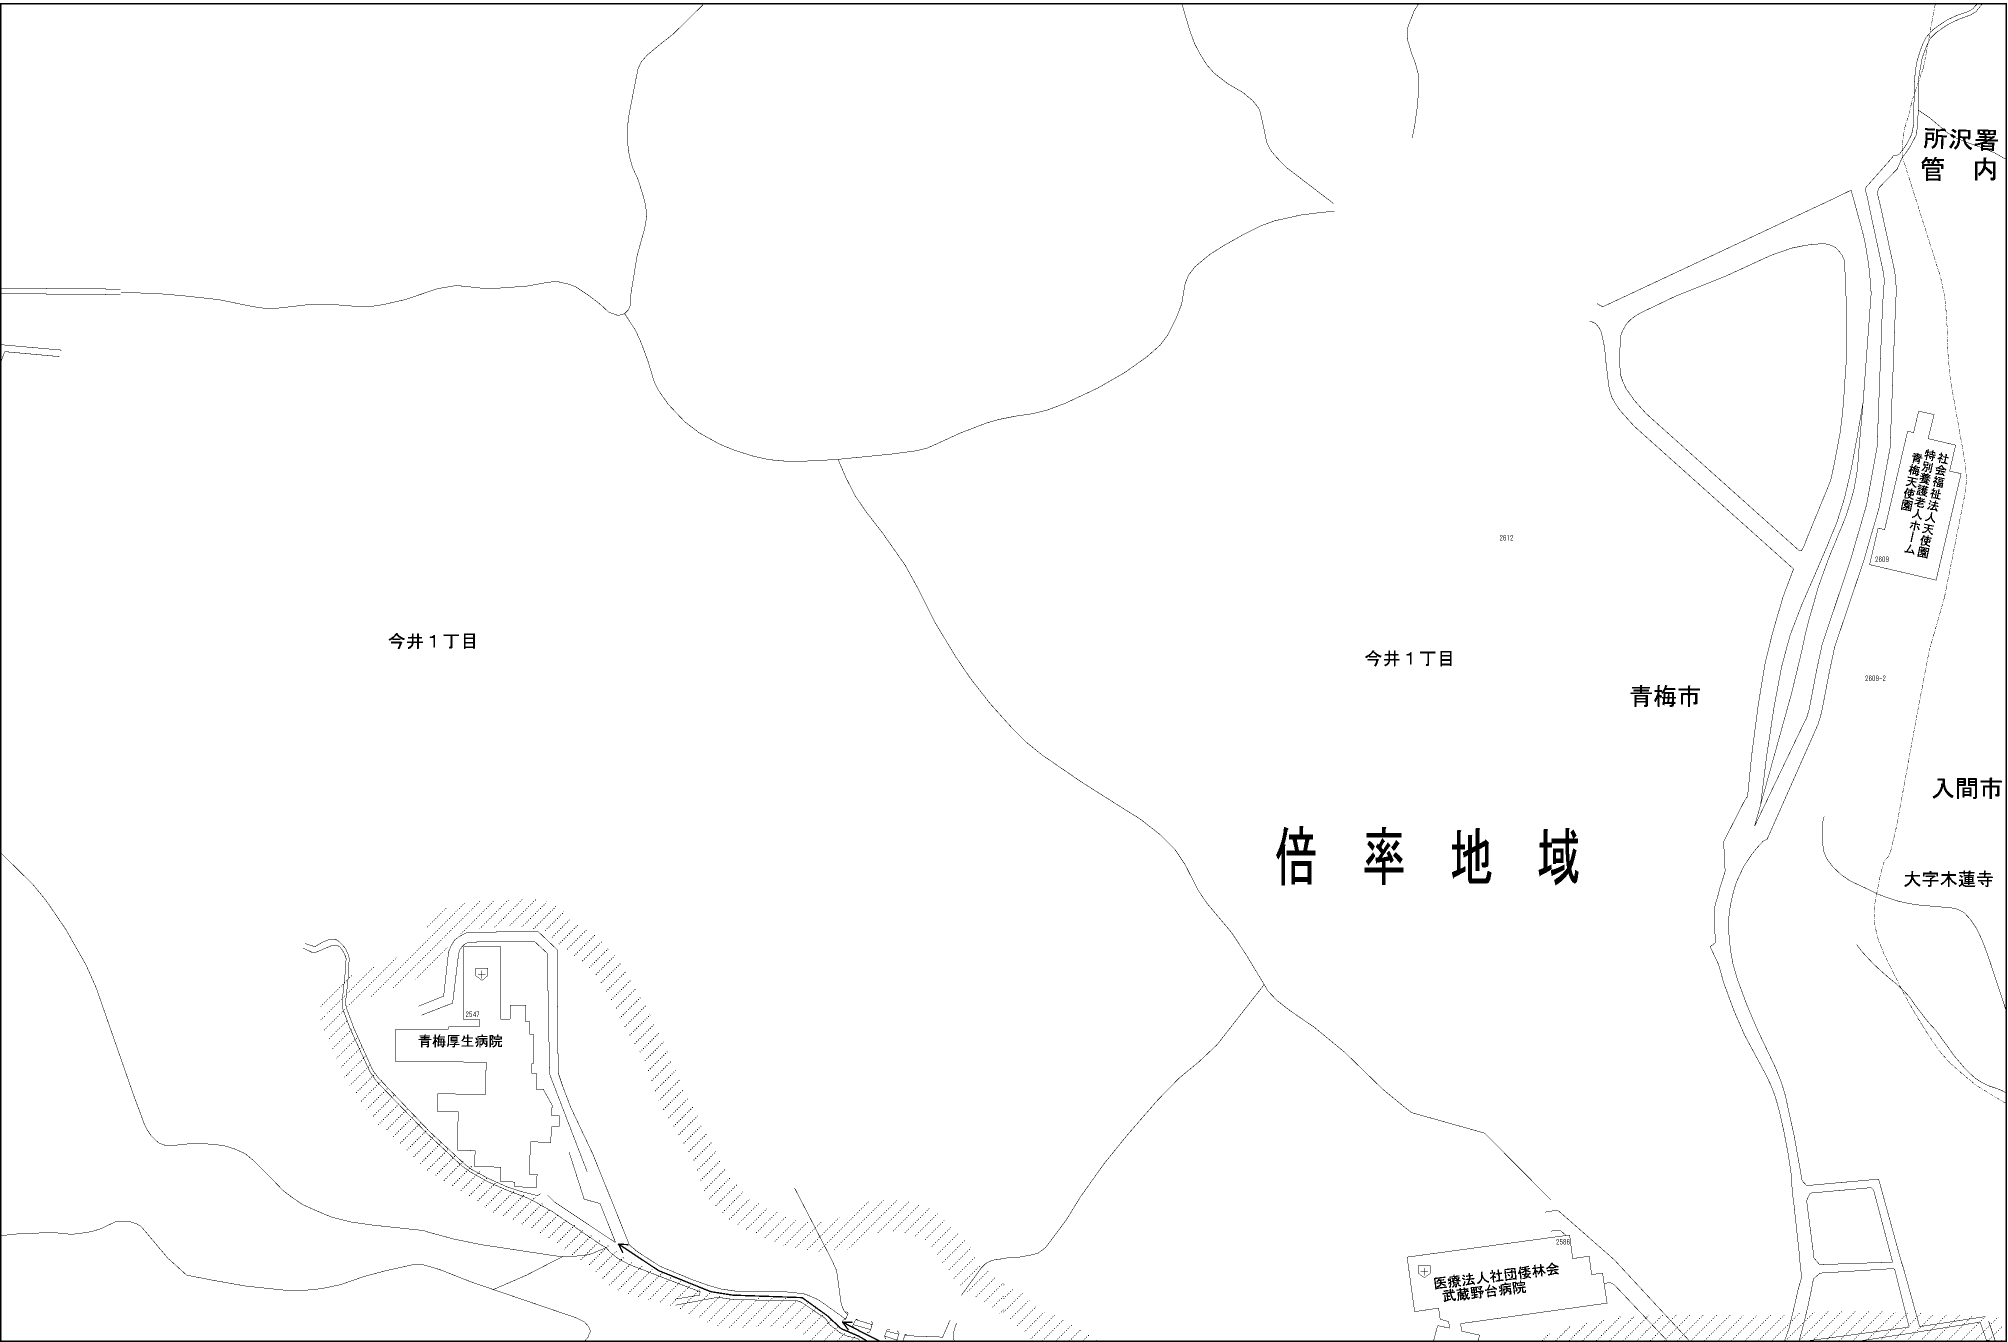 所沢署
管　内
社会福祉法人天使園
特別養護老人ホーム
青梅天使園
2612
2609
今井１丁目
今井１丁目
2609-2
青梅市
入間市
倍率地域
大字木蓮寺
2547
青梅厚生病院
2586
医療法人社団倭林会
武蔵野台病院